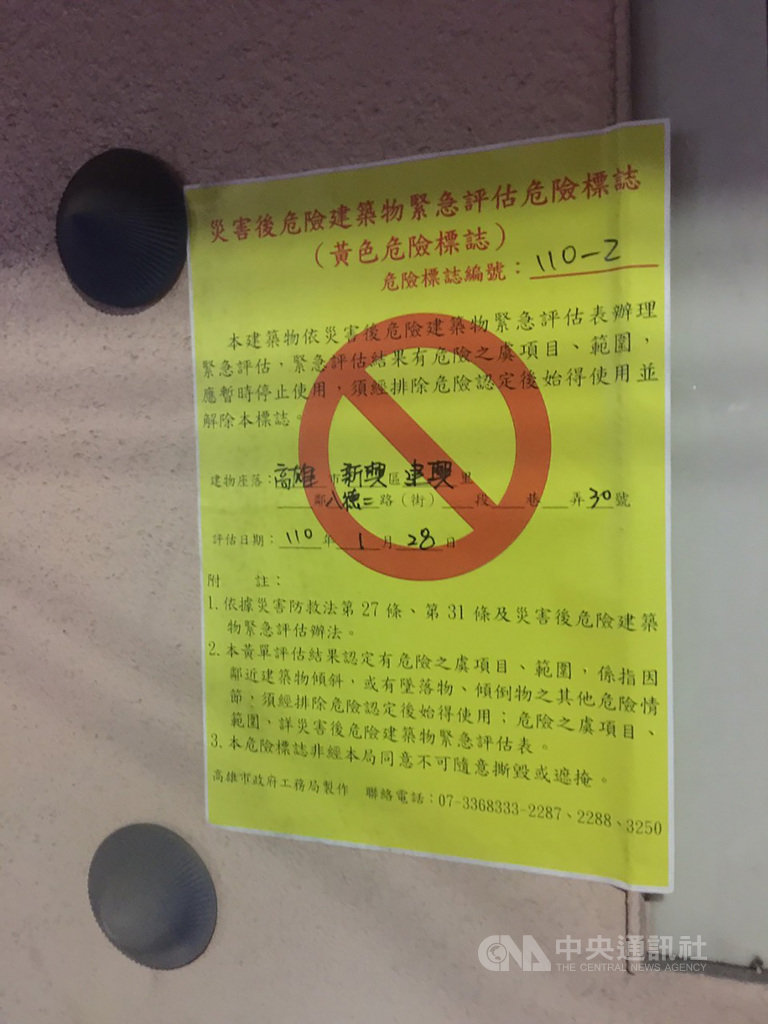 災害後危險建築物緊急評估危險標誌
（黃色危險標誌）
危險標誌編號：110-2
本建築物依災害後危險建築物緊急評估表辦理
緊急評估，緊急評估結果有危險之虞項目、範圍，
應暫時停止使用，須經排除危險認定後始得使用並
解除本標誌。
建物座落：高雄市新興區建興里
鄰八德二路（街）段巷弄30號
評估日期：110年1月28日
附 註：
1.依據災害防救法第27條、第31條及災害後危險建築
物緊急評估辦法。
2.本黃單評估結果認定有危險之虞項目、範圍，係指因
鄰近建築物傾斜，或有墜落物、傾倒物之其他危險情
節，須經排除危險認定後始得使用；危險之虞項目、
範圍，詳災害後危險建築物緊急評估表。
3.本危險標誌非經本局同意不可隨意撕毀或遮掩。
高雄市政府工務局製作 聯絡電話：07-3368333-2287、2288、3250
CNA 中央通訊社
THE CENTRAL NEWS AGENCY